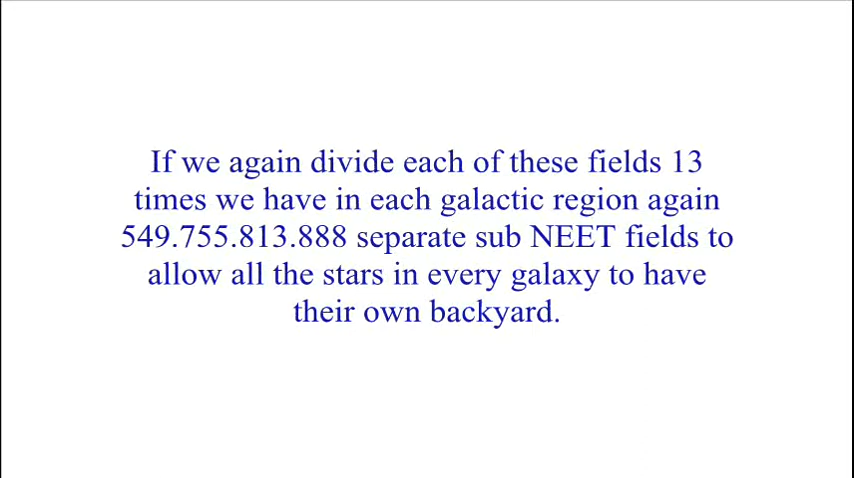 If we again divide each of these fields 13
times we have in each galactic region again
549.755.813.888 separate sub NEET fields to
allow all the stars in every galaxy to have
their own backyard.